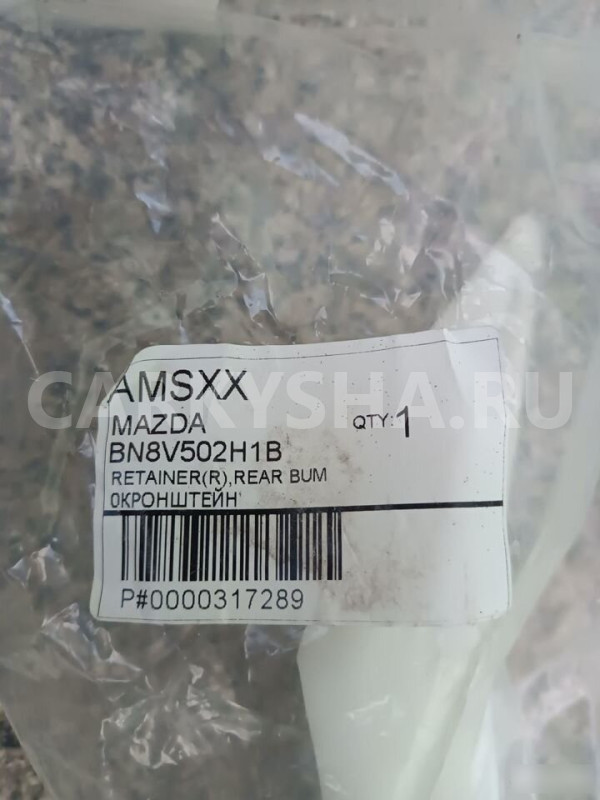 AMSXX
MAZDA
QTY: 1
BN8V502H1B
RETAINER(R),REAR BUM
0КРОНШТЕЙН'
P#0000317289
CARKYSHA.RU